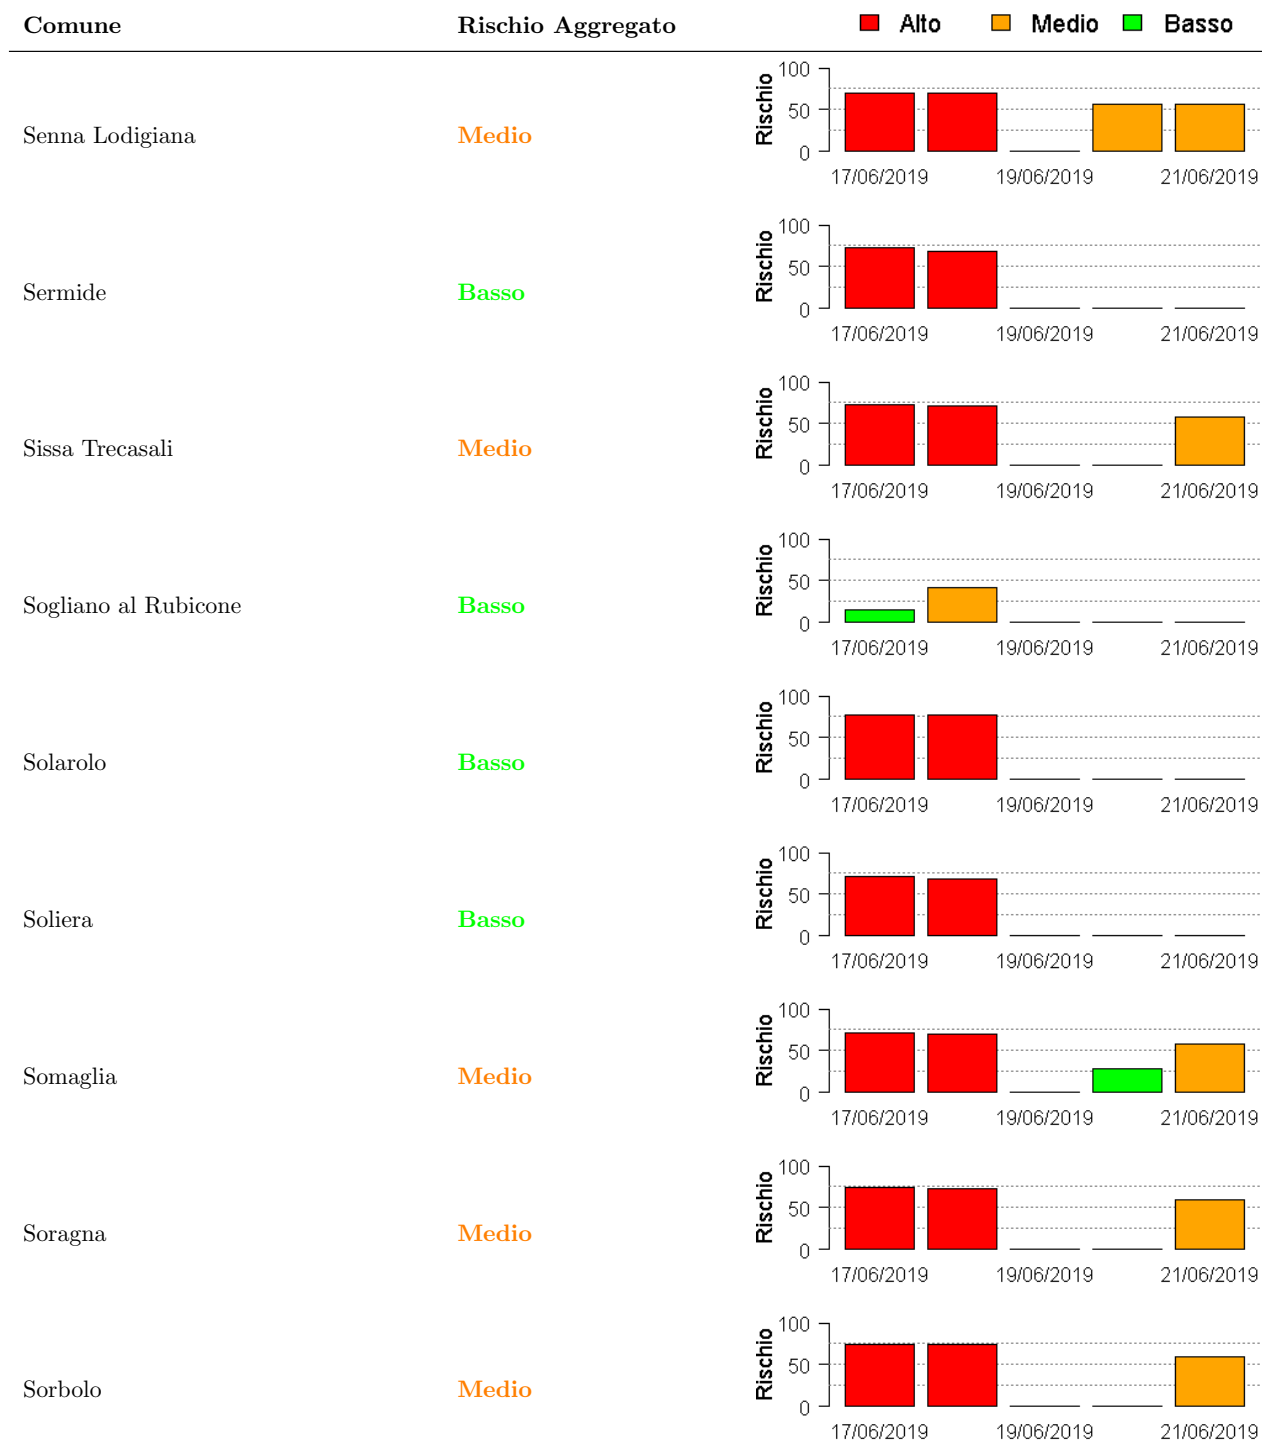 Comune Rischio Aggregato Alto Medio Basso
100
50
0
Rischio
Senna Lodigiana Medio
17/06/2019 19/06/2019 21/06/2019
100
50
0
Rischio
Sermide Basso
17/06/2019 19/06/2019 21/06/2019
100
50
0
Rischio
Sissa Trecasali Medio
17/06/2019 19/06/2019 21/06/2019
100
50
0
Rischio
Sogliano al Rubicone Basso
17/06/2019 19/06/2019 21/06/2019
100
50
0
Rischio
Solarolo Basso
17/06/2019 19/06/2019 21/06/2019
100
50
0
Rischio
Soliera Basso
17/06/2019 19/06/2019 21/06/2019
100
50
0
Rischio
Somaglia Medio
17/06/2019 19/06/2019 21/06/2019
100
50
0
Rischio
Soragna Medio
17/06/2019 19/06/2019 21/06/2019
100
50
0
Rischio
Sorbolo Medio
17/06/2019 19/06/2019 21/06/2019